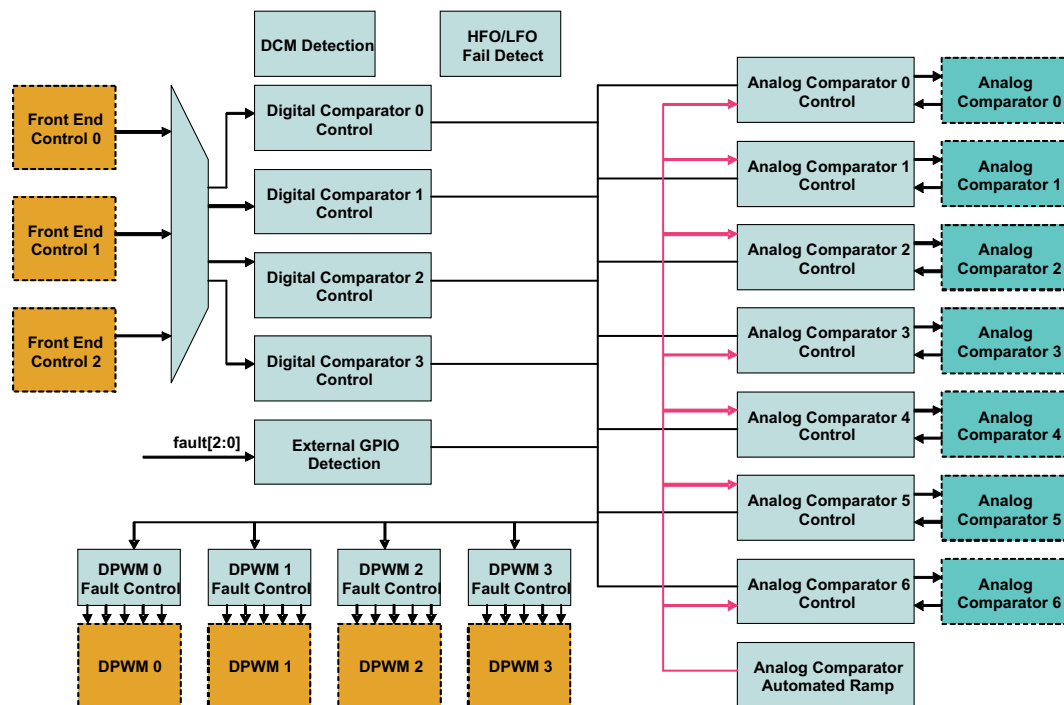 DCM Detection
HFO/LFO
Fail Detect
Front End
Control 0
Front End
Control 1
Front End
Control 2
Digital Comparator 0
Control
Digital Comparator 1
Control
Digital Comparator 2
Control
Digital Comparator 3
Control
fault[2:0]
External GPIO
Detection
Analog Comparator 0
Control
Analog
Comparator 0
Analog Comparator 1
Control
Analog
Comparator 1
Analog Comparator 2
Control
Analog
Comparator 2
Analog Comparator 3
Control
Analog
Comparator 3
Analog Comparator 4
Control
Analog
Comparator 4
Analog Comparator 5
Control
Analog
Comparator 5
Analog Comparator 6
Control
Analog
Comparator 6
Analog Comparator
Automated Ramp
DPWM 0
Fault Control
DPWM 1
Fault Control
DPWM 2
Fault Control
DPWM 3
Fault Control
DPWM 0
DPWM 1
DPWM 2
DPWM 3